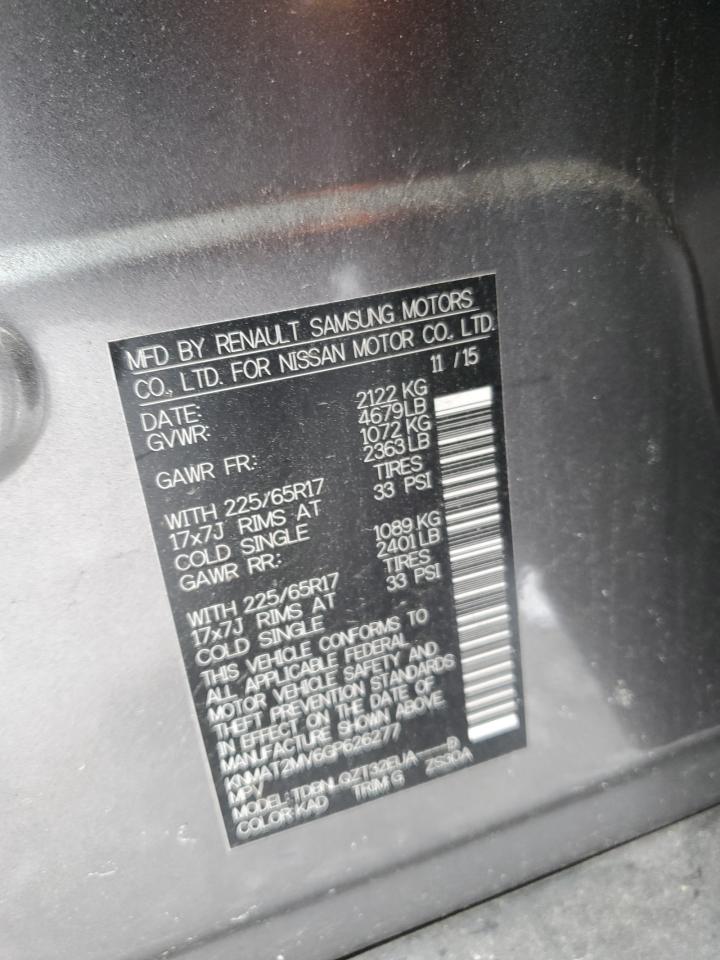 MFD BY RENAULT SAMSUNG MOTORS
CO., LTD. FOR NISSAN MOTOR CO., LTD.
DATE: 11 /15
GVWR: 2122 KG
4679LB
GAWR FR: 1072 KG
2363LB
WITH 225/65R17 TIRES
17x7J RIMS AT 33 PSI
COLD SINGLE
GAWR RR: 1089 KG
2401LB
WITH 225/65R17 TIRES
17x7J RIMS AT 33 PSI
COLD SINGLE
THIS VEHICLE CONFORMS TO
ALL APPLICABLE FEDERAL
MOTOR VEHICLE SAFETY AND
THEFT PREVENTION STANDARDS
IN EFFECT ON THE DATE OF
MANUFACTURE SHOWN ABOVE.
KNMAT2MV6GP626277
MPV
MODEL:
COLOR:KAD TRIM:G ZS30A